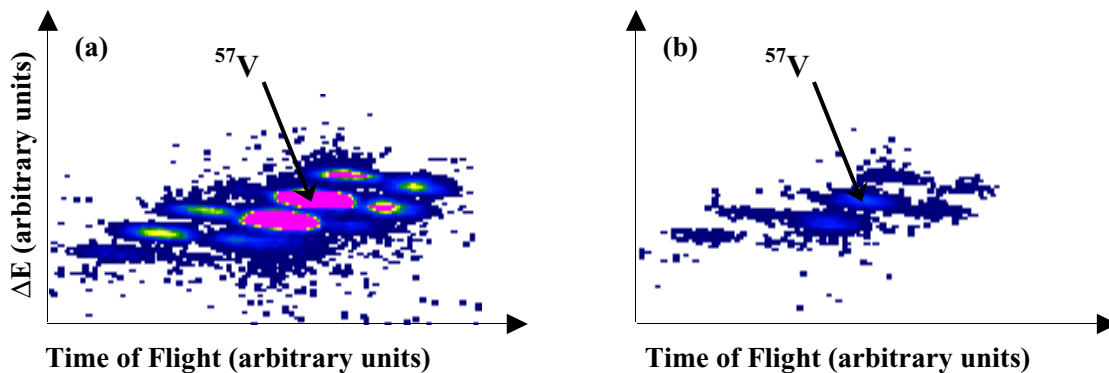 (a)
⁵⁷V
ΔE (arbitrary units)
Time of Flight (arbitrary units)
(b)
⁵⁷V
Time of Flight (arbitrary units)